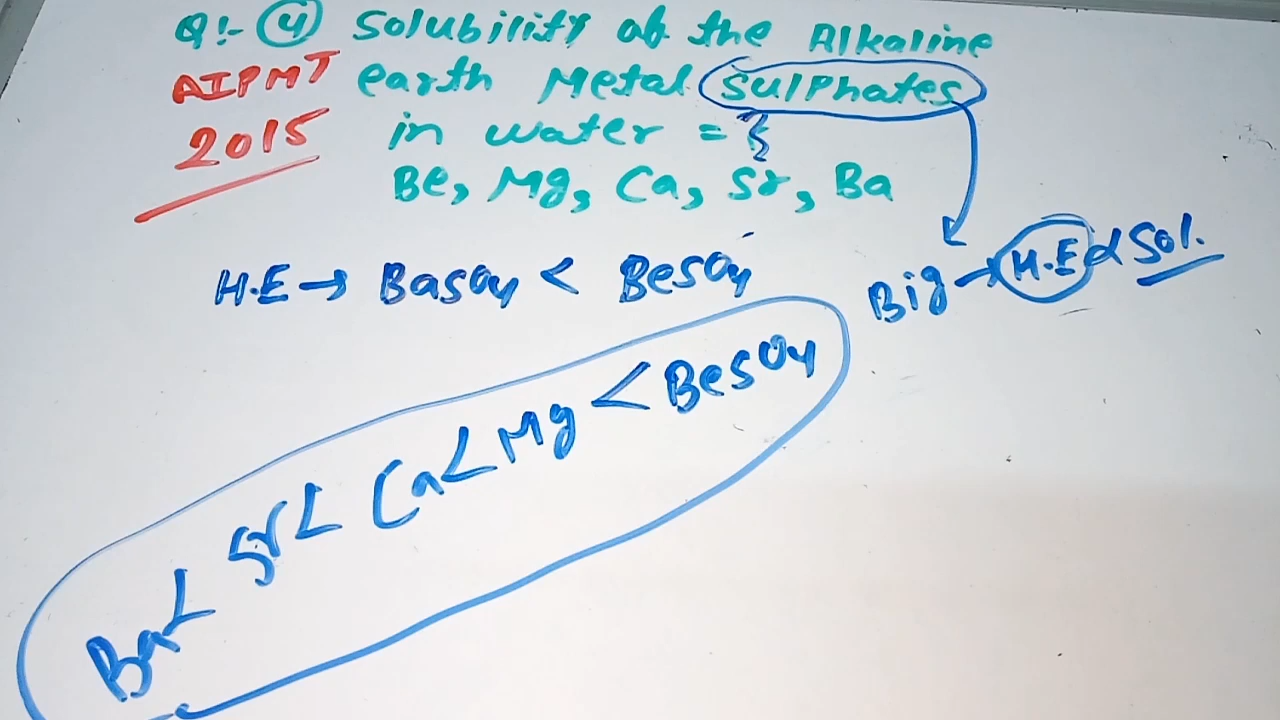 Q!- (4) Solubility of the Alkaline
AIPMT earth Metal Sulphates
2015 in water = {
Be, Mg, Ca, Sr, Ba
H.E → BaSO4 < BeSO4
Big → H.E α Sol.
Ba < Sr < Ca < Mg < BeSO4